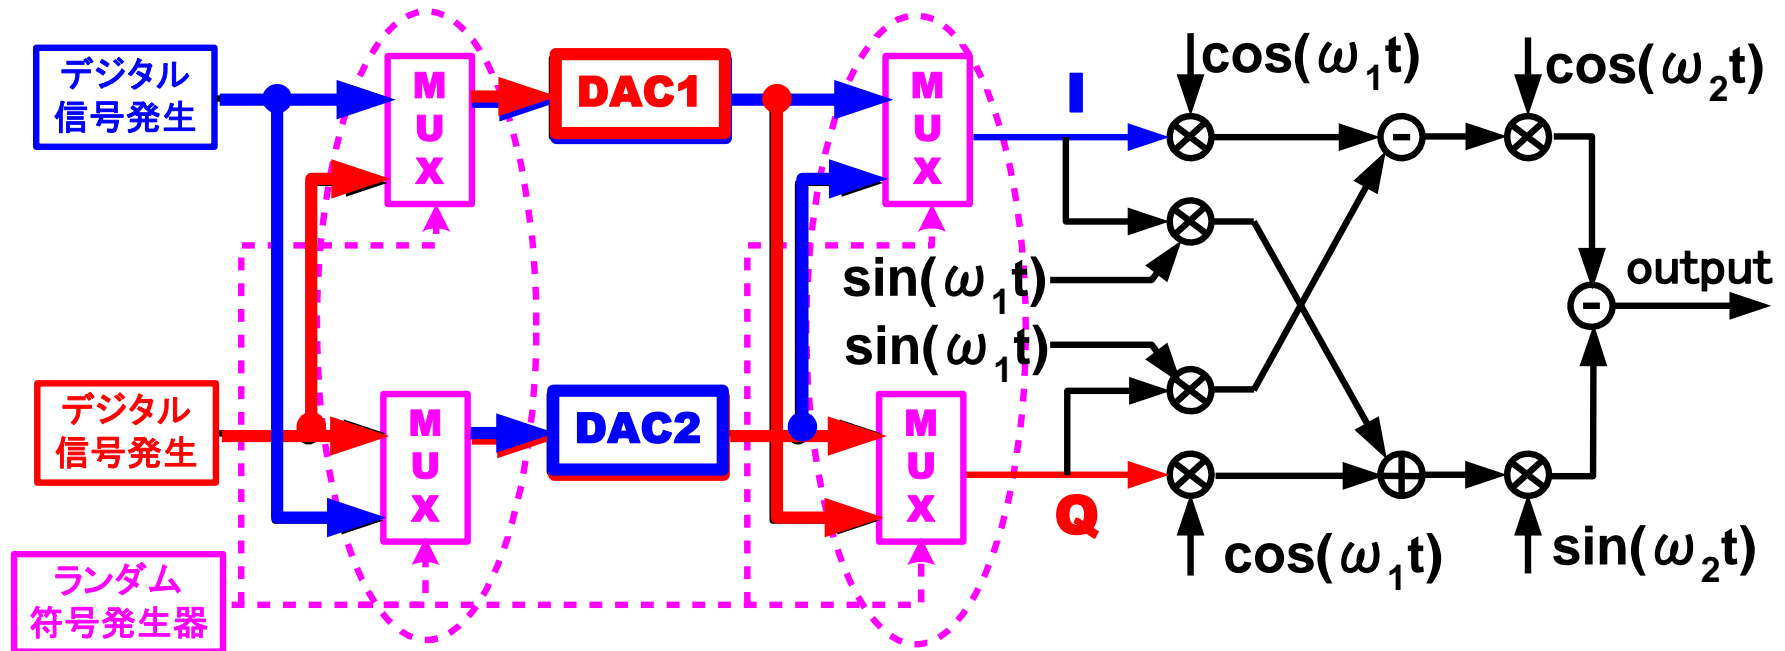 デジタル
信号発生
MUX
DAC1
MUX
I
cos(ω1t)
cos(ω2t)
sin(ω1t)
sin(ω1t)
-
-
output
デジタル
信号発生
MUX
DAC2
MUX
Q
cos(ω1t)
+
sin(ω2t)
ランダム
符号発生器